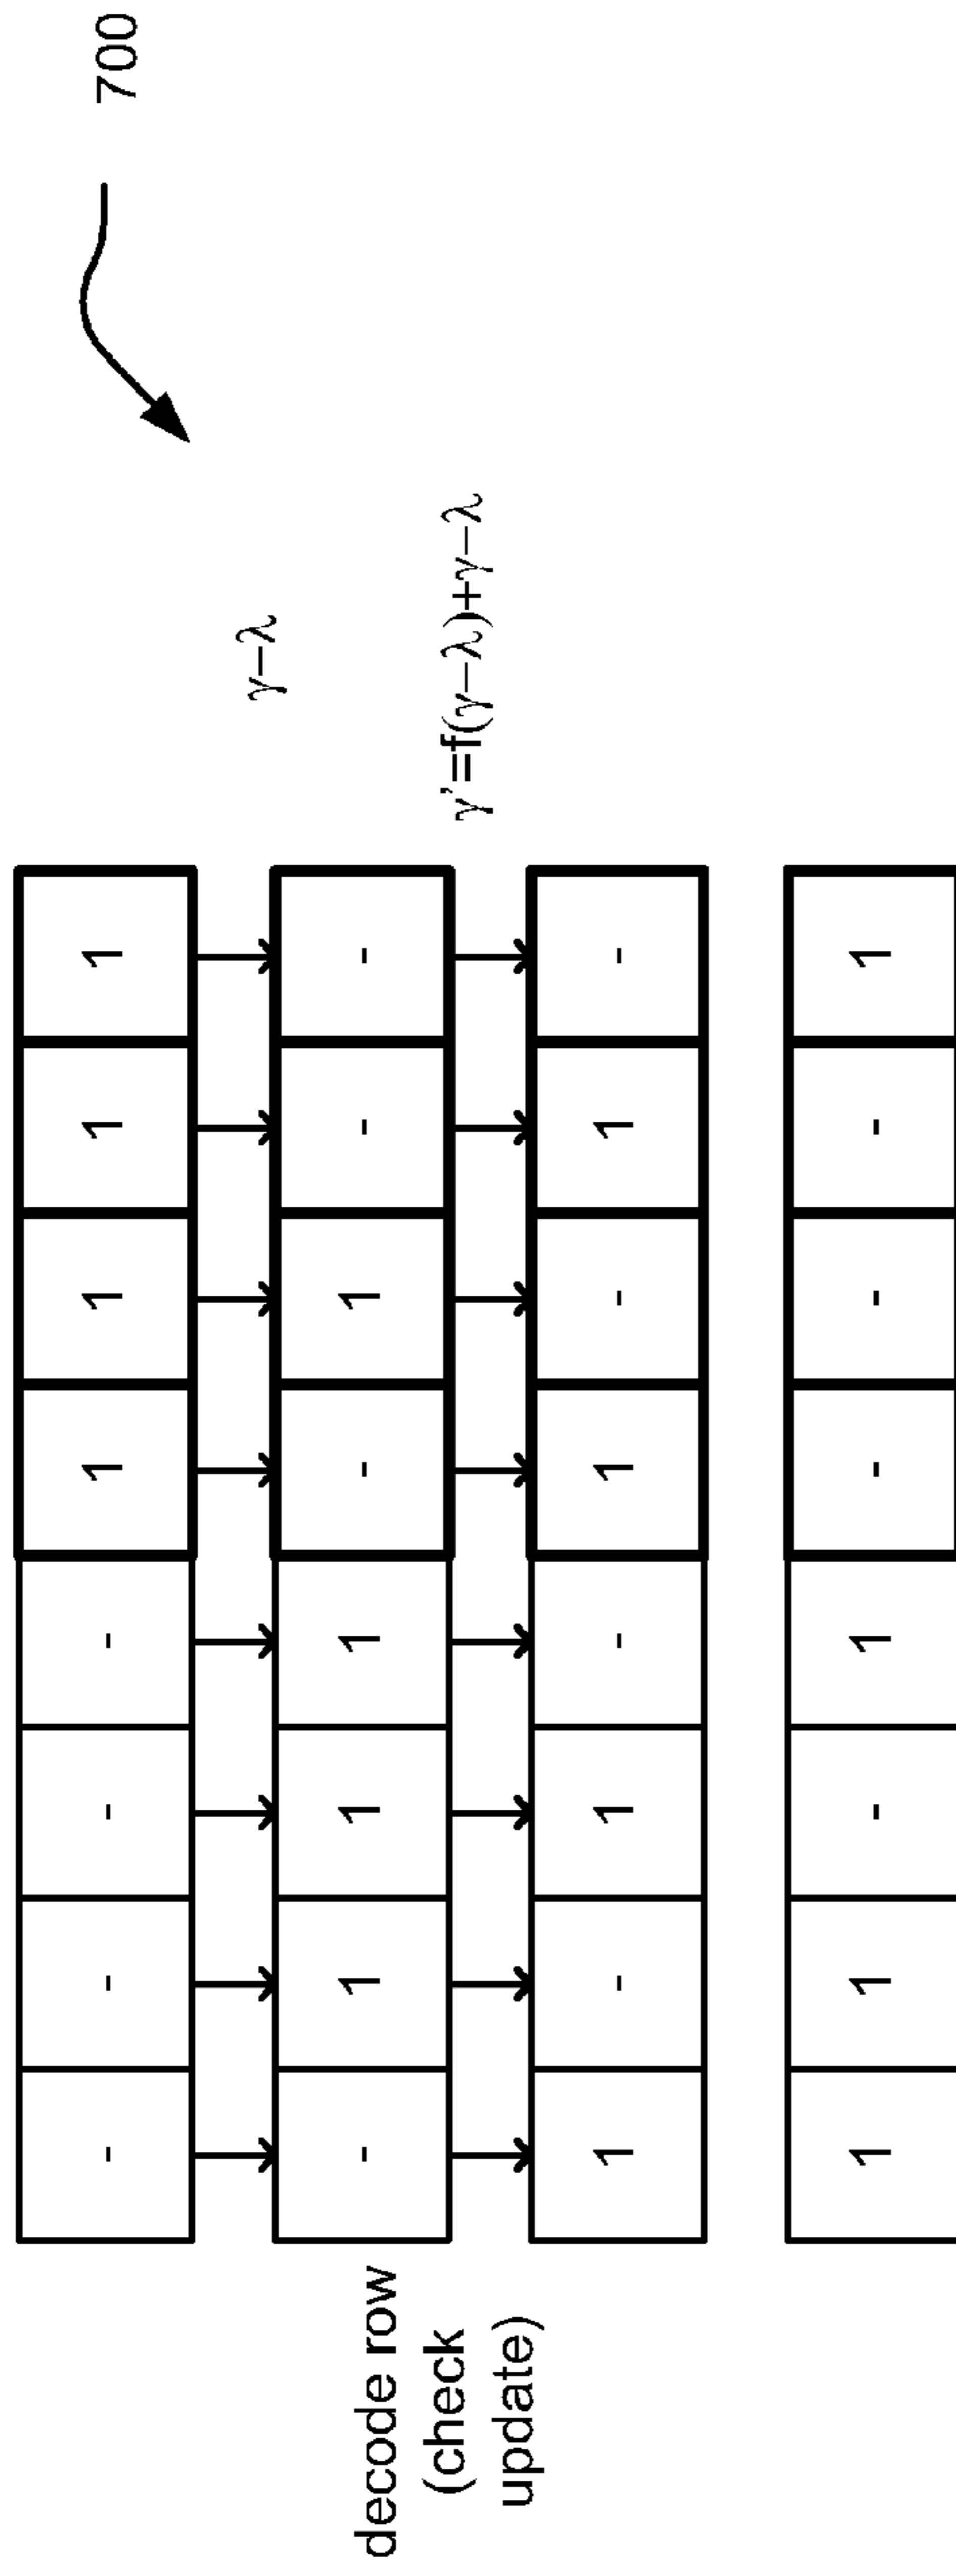 700
- - - - 1 1 1 1
γ−λ
decode row
(check
update)
- 1 1 1 - 1 - -
γ'=f(γ−λ)+γ−λ
1 - 1 - 1 - 1 -
1 1 - 1 - - - 1